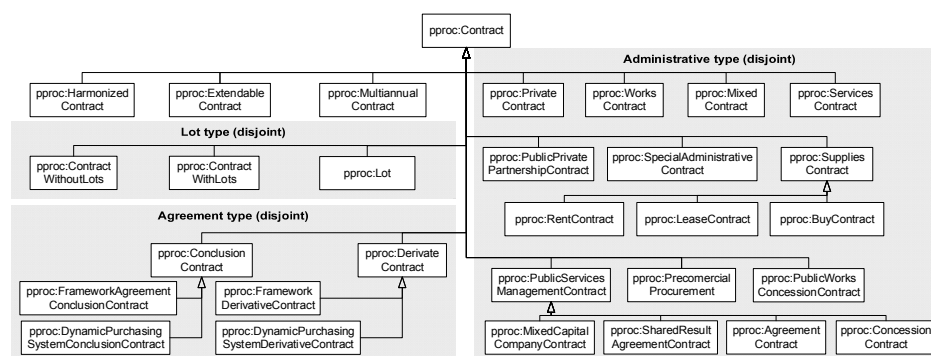 pproc:Contract
Administrative type (disjoint)
pproc:Harmonized
Contract
pproc:Extendable
Contract
pproc:Multiannual
Contract
pproc:Private
Contract
pproc:Works
Contract
pproc:Mixed
Contract
pproc:Services
Contract
Lot type (disjoint)
pproc:Contract
WithoutLots
pproc:Contract
WithLots
pproc:Lot
pproc:PublicPrivate
PartnershipContract
pproc:SpecialAdministrative
Contract
pproc:Supplies
Contract
pproc:RentContract
pproc:LeaseContract
pproc:BuyContract
Agreement type (disjoint)
pproc:Conclusion
Contract
pproc:Derivate
Contract
pproc:FrameworkAgreement
ConclusionContract
pproc:Framework
DerivativeContract
pproc:DynamicPurchasing
SystemConclusionContract
pproc:DynamicPurchasing
SystemDerivativeContract
pproc:PublicServices
ManagementContract
pproc:Precomercial
Procurement
pproc:PublicWorks
ConcessionContract
pproc:MixedCapital
CompanyContract
pproc:SharedResult
AgreementContract
pproc:Agreement
Contract
pproc:Concession
Contract